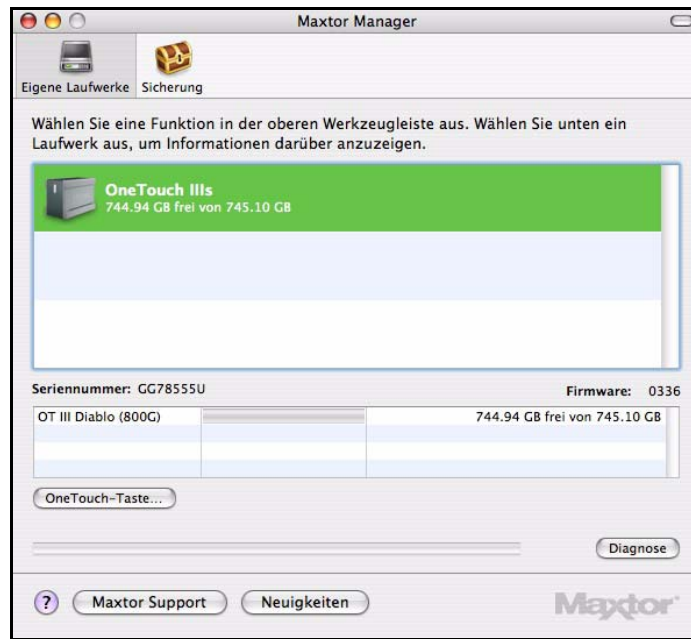 Maxtor Manager
Eigene Laufwerke
Sicherung
Wählen Sie eine Funktion in der oberen Werkzeugleiste aus. Wählen Sie unten ein
Laufwerk aus, um Informationen darüber anzuzeigen.
OneTouch IIIs
744.94 GB frei von 745.10 GB
Seriennummer: GG78555U
Firmware: 0336
OT III Diablo (800G)
744.94 GB frei von 745.10 GB
OneTouch-Taste...
Diagnose
?
Maxtor Support
Neuigkeiten
Maxtor